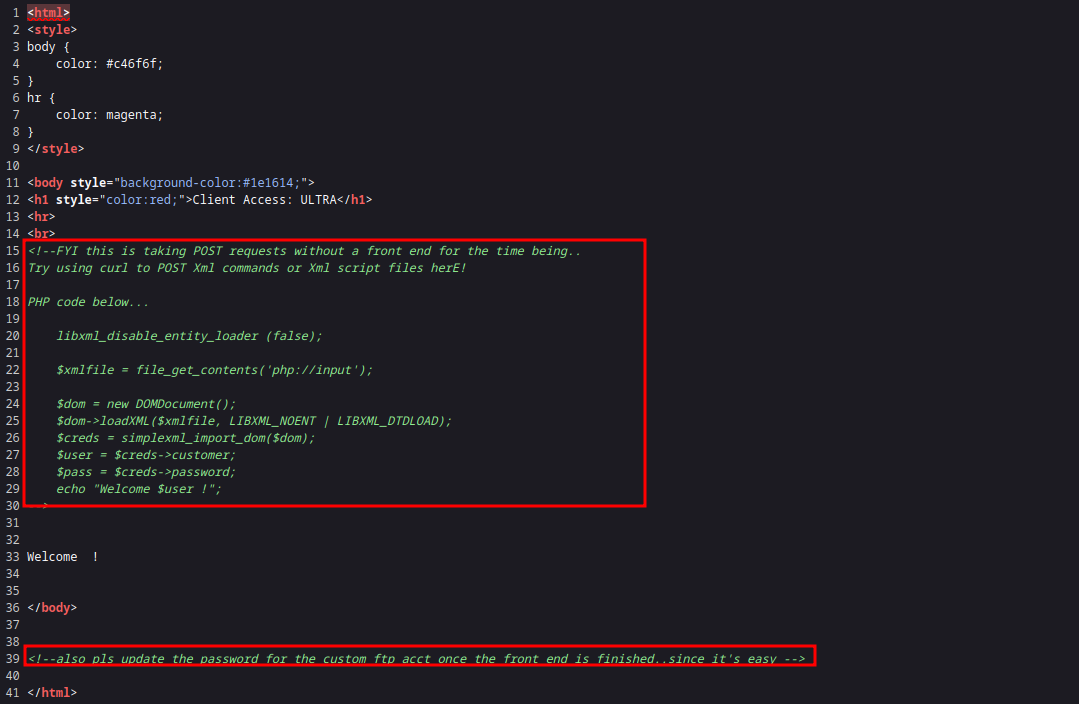 1 <html>
2 <style>
3 body {
4     color: #c46f6f;
5 }
6 hr {
7     color: magenta;
8 }
9 </style>
10
11 <body style="background-color:#1e1614;">
12 <h1 style="color:red;">Client Access: ULTRA</h1>
13 <hr>
14 <br>
15 <!--FYI this is taking POST requests without a front end for the time being..
16 Try using curl to POST Xml commands or Xml script files herE!
17
18 PHP code below...
19
20     libxml_disable_entity_loader (false);
21
22     $xmlfile = file_get_contents('php://input');
23
24     $dom = new DOMDocument();
25     $dom->loadXML($xmlfile, LIBXML_NOENT | LIBXML_DTDLOAD);
26     $creds = simplexml_import_dom($dom);
27     $user = $creds->customer;
28     $pass = $creds->password;
29     echo "Welcome $user !";
30 -->
31
32
33 Welcome  !
34
35
36 </body>
37
38
39 <!--also pls update the password for the custom ftp acct once the front end is finished..since it's easy -->
40
41 </html>